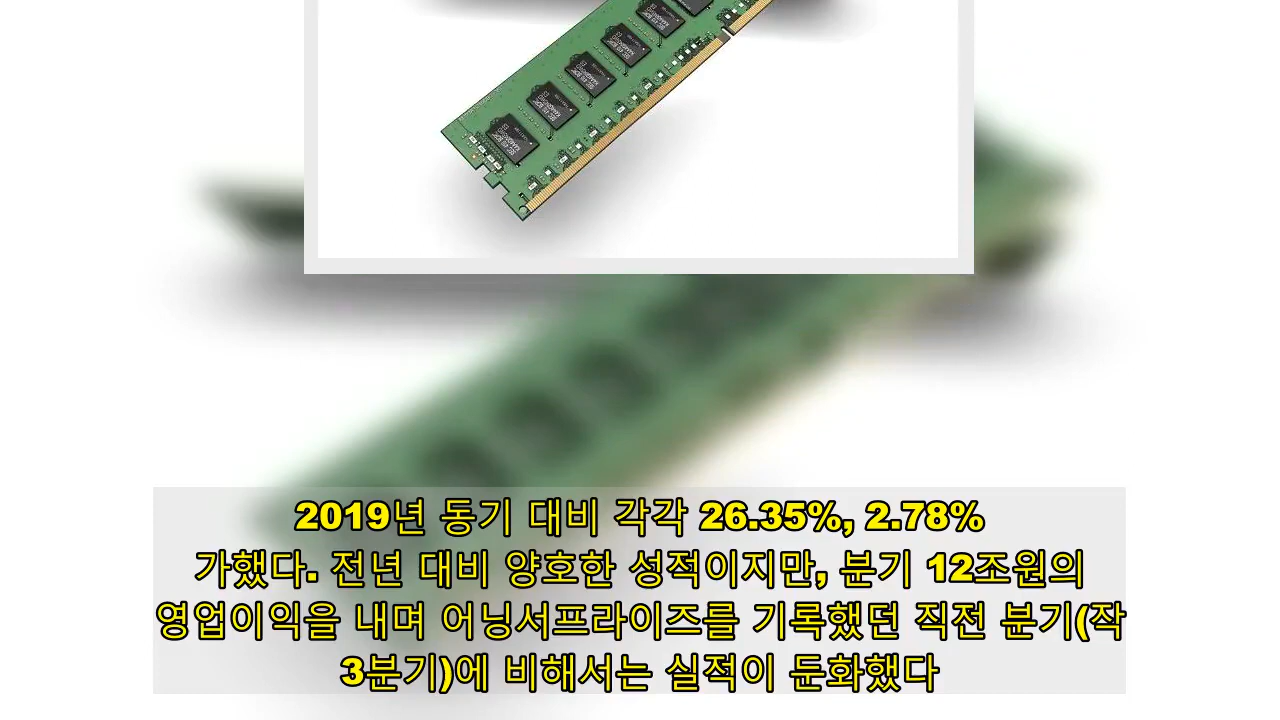 2019년 동기 대비 각각 26.35%, 2.78%
가했다. 전년 대비 양호한 성적이지만, 분기 12조원의
영업이익을 내며 어닝서프라이즈를 기록했던 직전 분기(작
3분기)에 비해서는 실적이 둔화했다